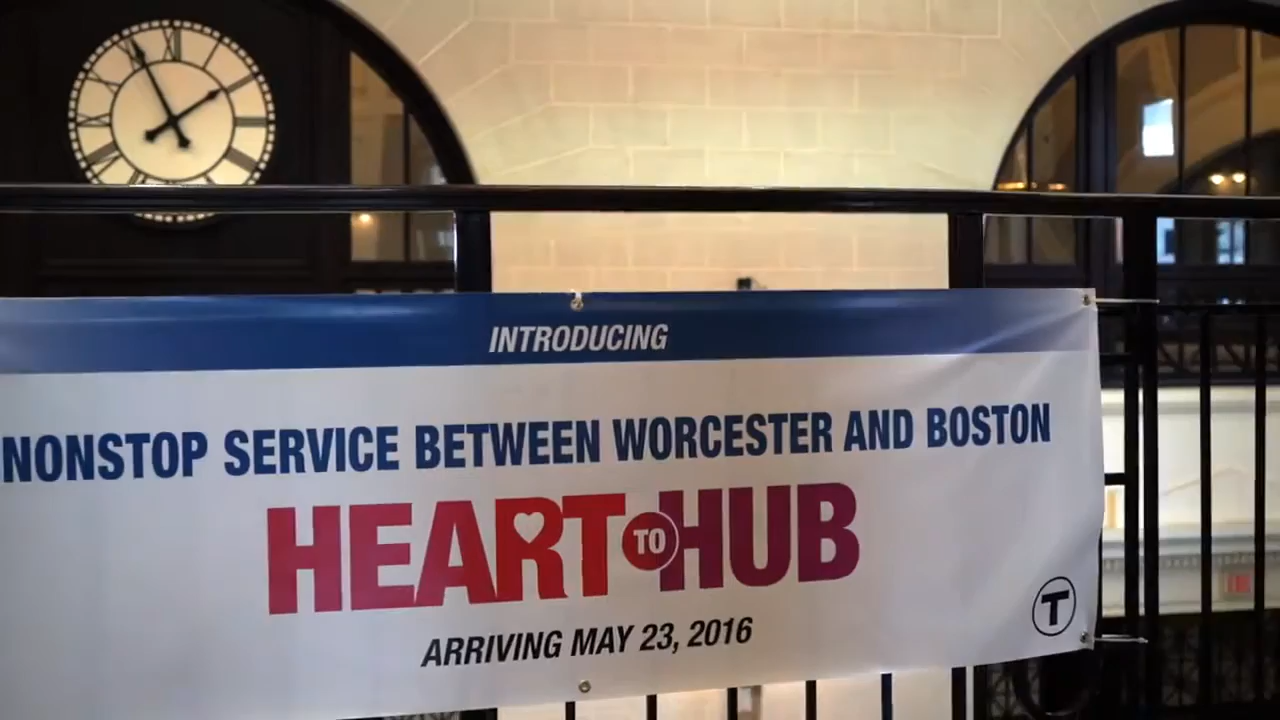 INTRODUCING
NONSTOP SERVICE BETWEEN WORCESTER AND BOSTON
HEART TO HUB
ARRIVING MAY 23, 2016
T